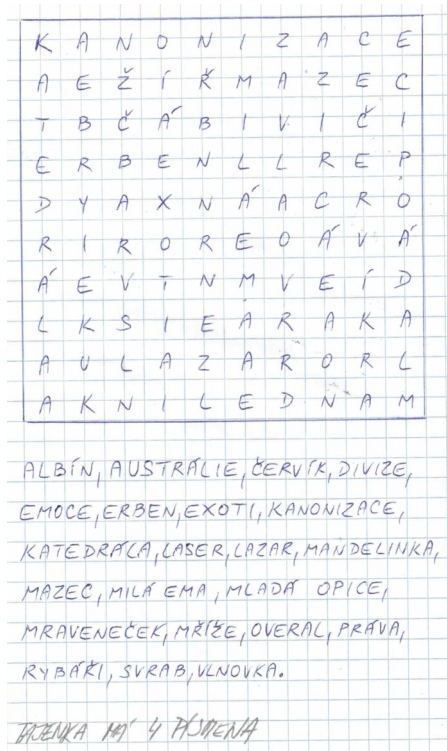 K A N O N I Z A C E
A E Ž Í Ř M A Z E C
T B Č Á B I V I Č I
E R B E N L L R E P
D Y A X N Á A C R O
R I R O R E O Á V Á
Á E V T N M V E Í D
L K S I E Á R A K A
A U L A Z A R O R L
A K N I L E D N A M
ALBÍN, AUSTRÁLIE, ČERVÍK, DIVIZE,
EMOCE, ERBEN, EXOTI, KANONIZACE,
KATEDRÁLA, LASER, LAZAR, MANDELINKA,
MAZEC, MILÁ EMA, MLADÁ OPICE,
MRAVENEČEK, MŘÍŽE, OVERAL, PRÁVA,
RYBÁŘI, SVRAB, VLNOVKA.
TAJENKA MÁ 4 PÍSMENA